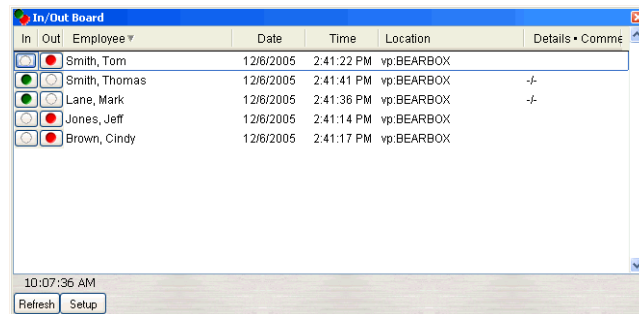 In/Out Board
In Out Employee Date Time Location Details • Comme
Smith, Tom 12/6/2005 2:41:22 PM vp:BEARBOX
Smith, Thomas 12/6/2005 2:41:41 PM vp:BEARBOX -/-
Lane, Mark 12/6/2005 2:41:36 PM vp:BEARBOX -/-
Jones, Jeff 12/6/2005 2:41:14 PM vp:BEARBOX
Brown, Cindy 12/6/2005 2:41:17 PM vp:BEARBOX
10:07:36 AM
Refresh Setup